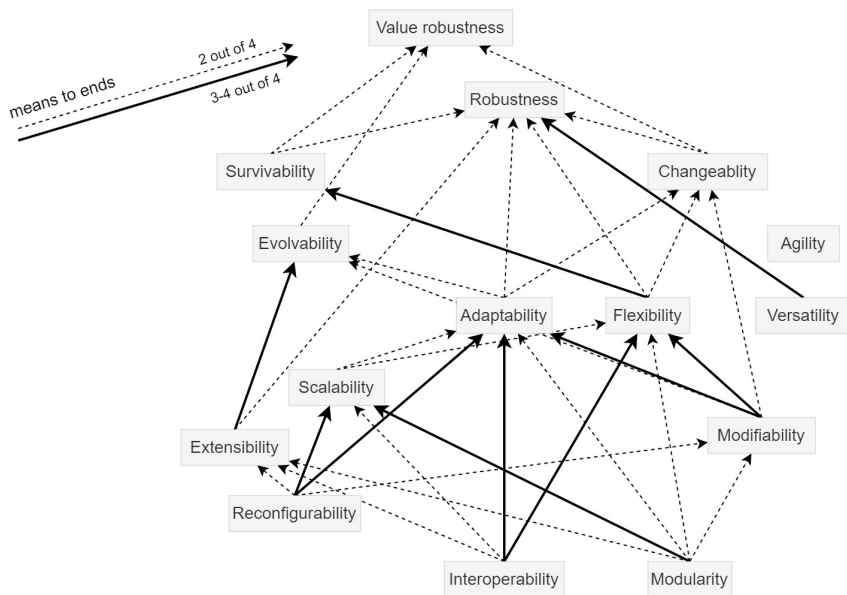 Value robustness
2 out of 4
means to ends
3-4 out of 4
Robustness
Survivability
Changeablity
Evolvability
Agility
Adaptability
Flexibility
Versatility
Scalability
Extensibility
Modifiability
Reconfigurability
Interoperability
Modularity